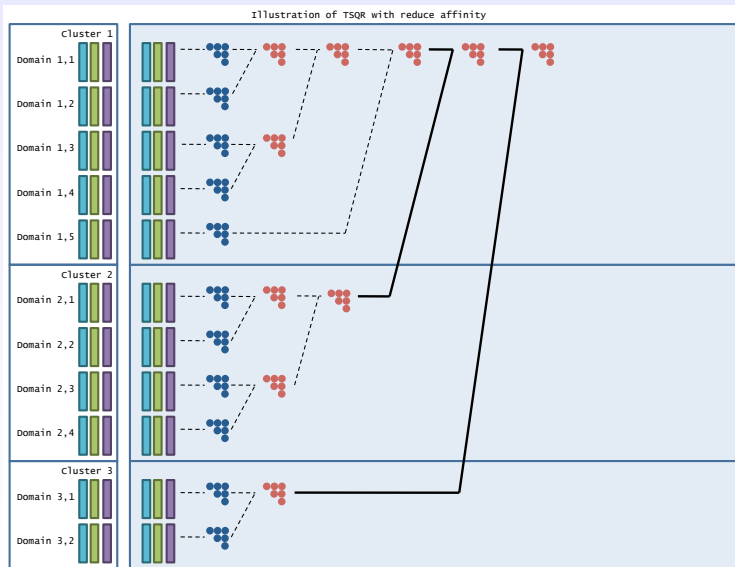 Illustration of TSQR with reduce affinity
Cluster 1
Domain 1,1
Domain 1,2
Domain 1,3
Domain 1,4
Domain 1,5
Cluster 2
Domain 2,1
Domain 2,2
Domain 2,3
Domain 2,4
Cluster 3
Domain 3,1
Domain 3,2